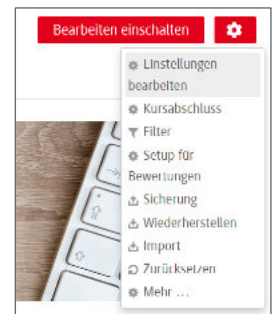 Bearbeiten einschalten
Einstellungen
bearbeiten
Kursabschluss
Filter
Setup für
Bewertungen
Sicherung
Wiederherstellen
Import
Zurücksetzen
Mehr ...